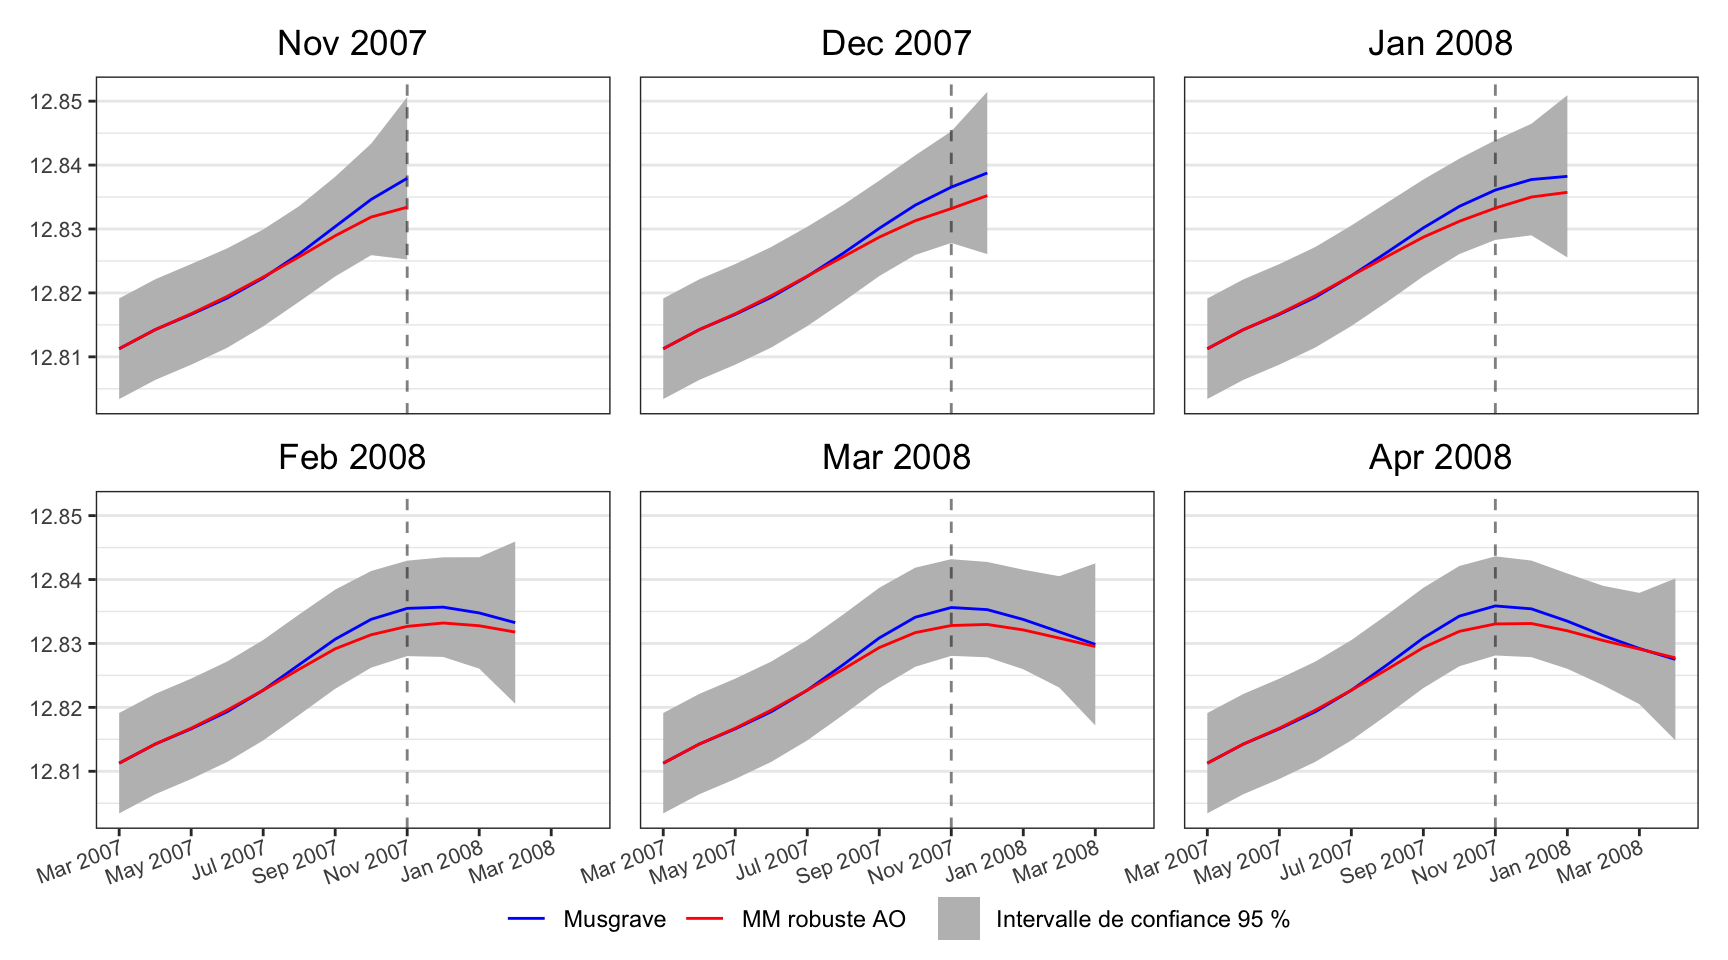 Nov 2007 Dec 2007 Jan 2008
12.85
12.84
12.83
12.82
12.81
Feb 2008 Mar 2008 Apr 2008
12.85
12.84
12.83
12.82
12.81
Mar 2007 May 2007 Jul 2007 Sep 2007 Nov 2007 Jan 2008 Mar 2008 Mar 2007 May 2007 Jul 2007 Sep 2007 Nov 2007 Jan 2008 Mar 2008 Mar 2007 May 2007 Jul 2007 Sep 2007 Nov 2007 Jan 2008 Mar 2008
Musgrave MM robuste AO Intervalle de confiance 95 %